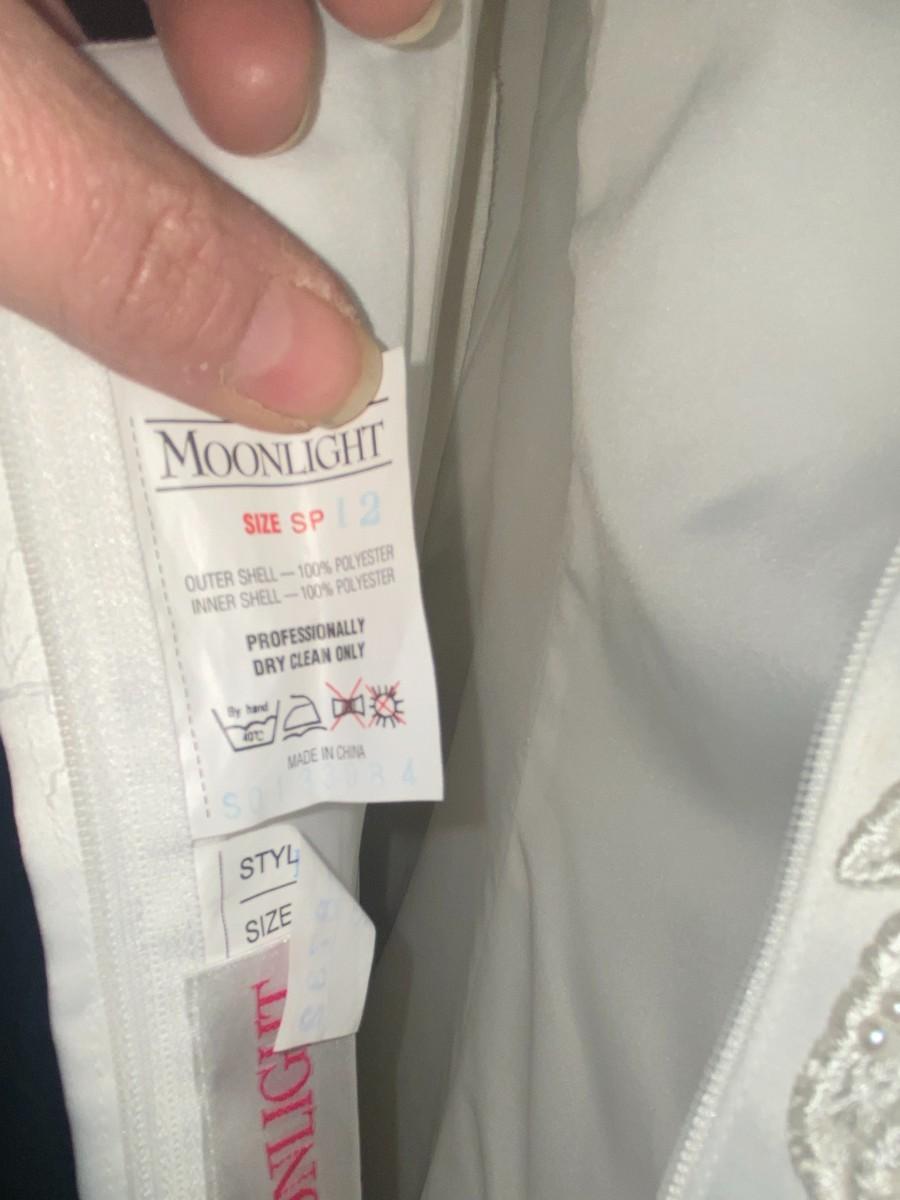 MOONLIGHT
SIZE SP 12
OUTER SHELL — 100% POLYESTER
INNER SHELL — 100% POLYESTER
PROFESSIONALLY
DRY CLEAN ONLY
By hand
40°C
MADE IN CHINA
STYL
SIZE
ONLIGHT